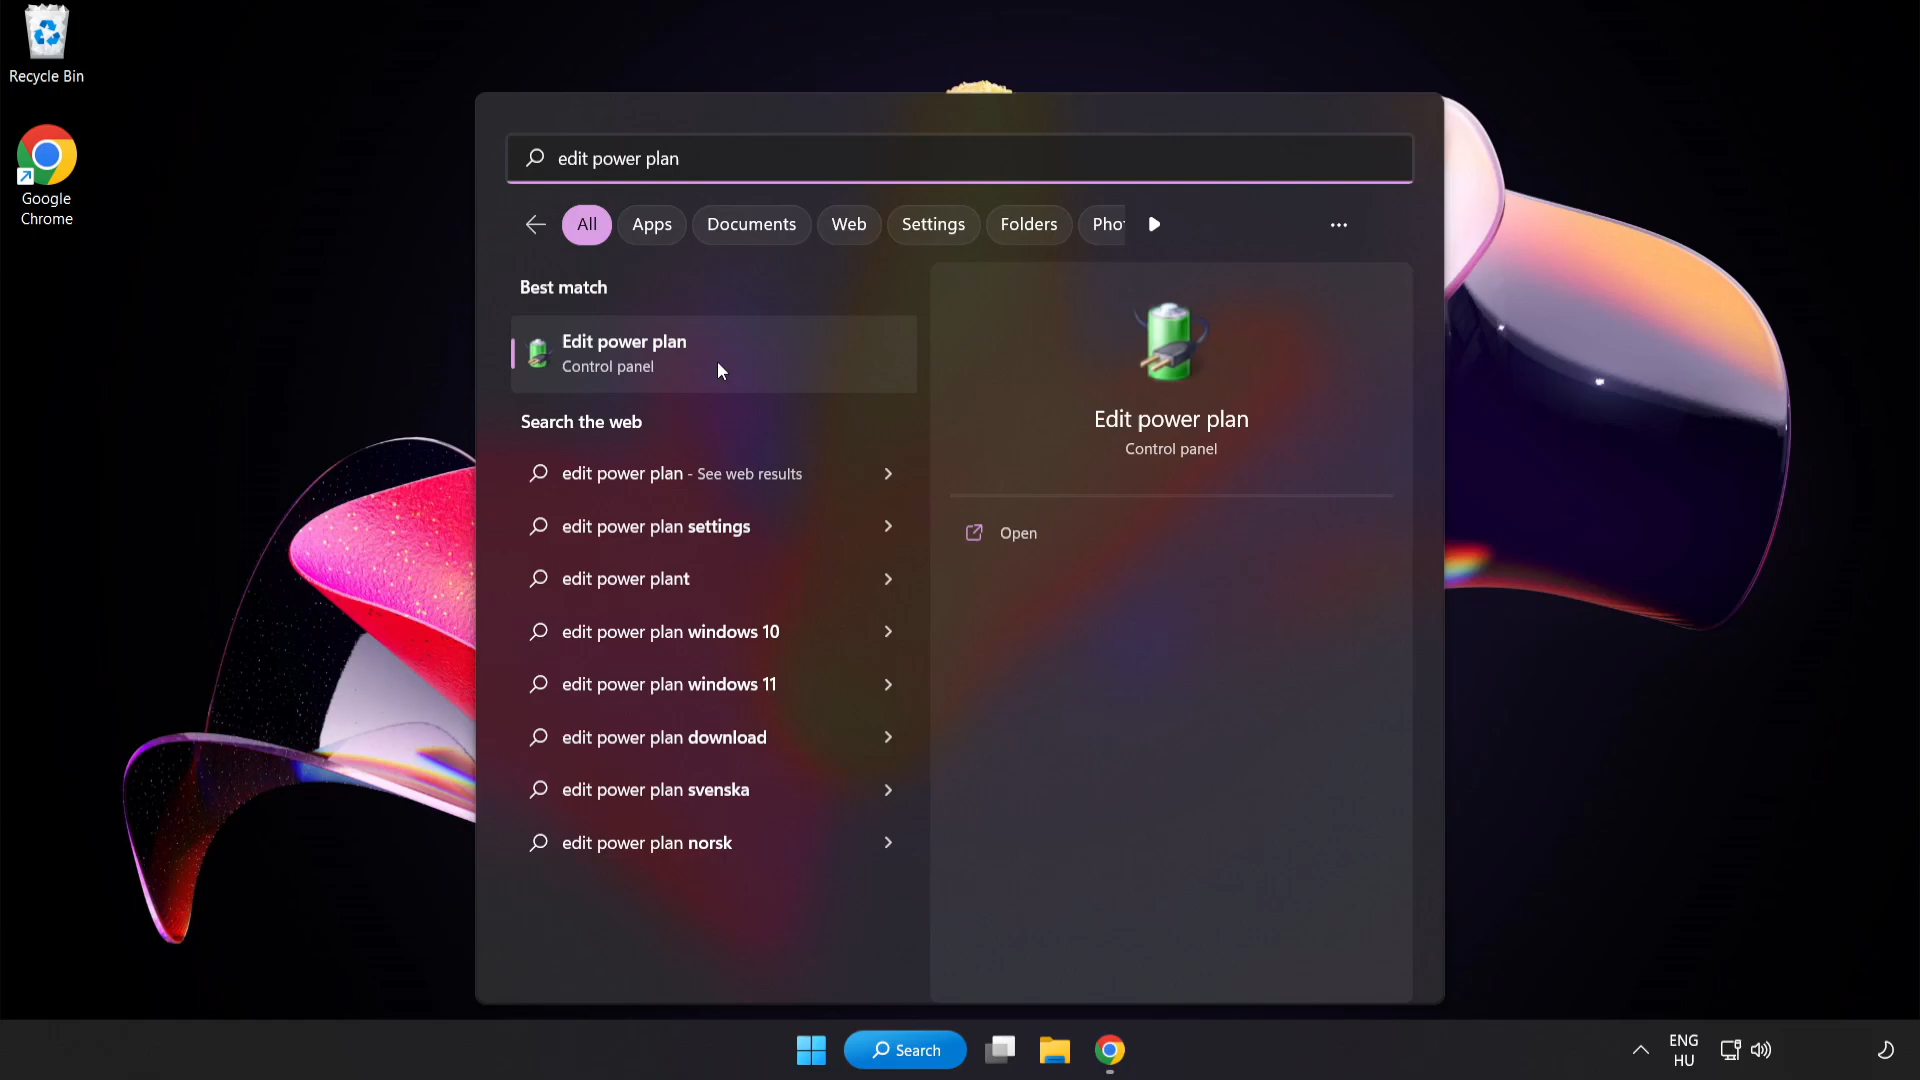 Recycle Bin
Google
Chrome
edit power plan
All
Apps
Documents
Web
Settings
Folders
Phot
Best match
Edit power plan
Control panel
Search the web
edit power plan - See web results
edit power plan settings
edit power plant
edit power plan windows 10
edit power plan windows 11
edit power plan download
edit power plan svenska
edit power plan norsk
Edit power plan
Control panel
Open
Search
ENG
HU